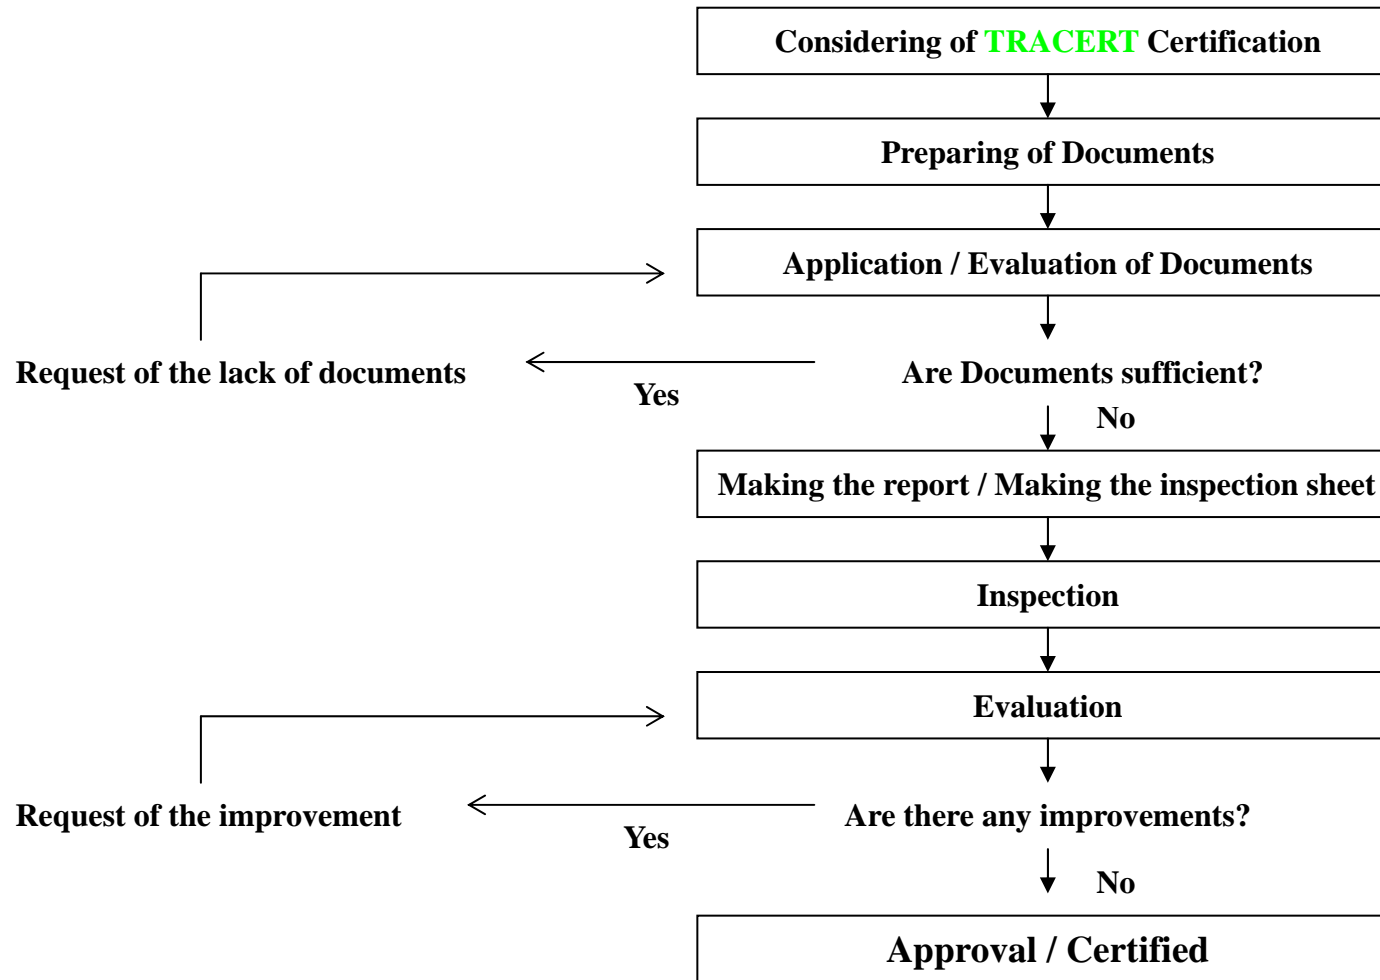 Considering of TRACERT Certification
Preparing of Documents
Application / Evaluation of Documents
Request of the lack of documents
Yes
Are Documents sufficient?
No
Making the report / Making the inspection sheet
Inspection
Evaluation
Request of the improvement
Yes
Are there any improvements?
No
Approval / Certified